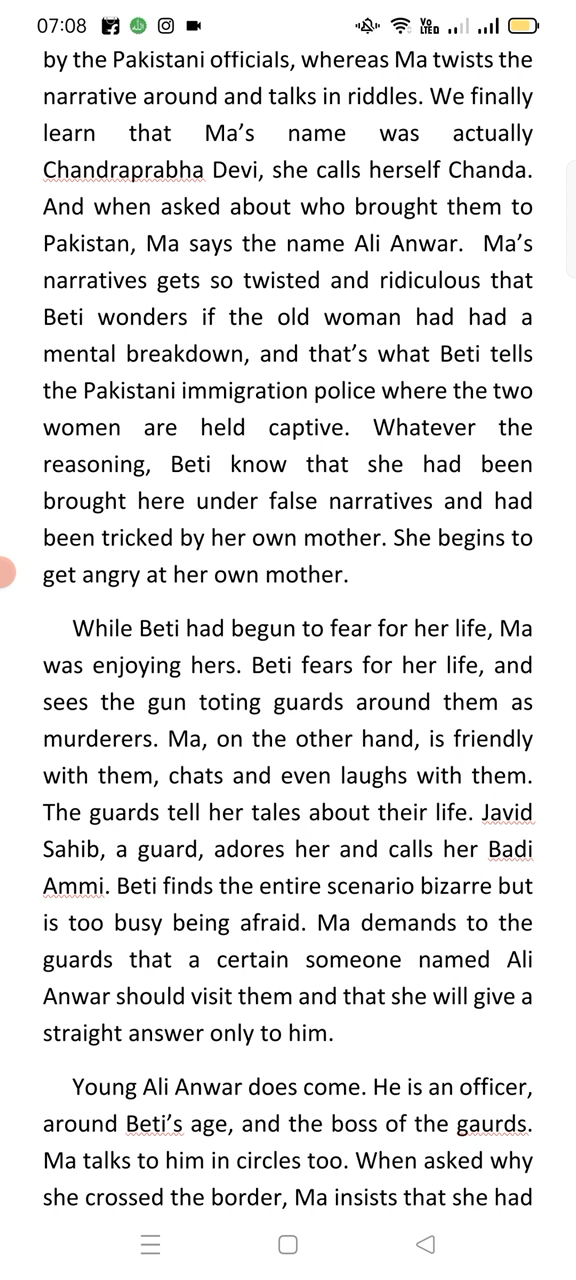 07:08
VoLTED
by the Pakistani officials, whereas Ma twists the
narrative around and talks in riddles. We finally
learn that Ma's name was actually
Chandraprabha Devi, she calls herself Chanda.
And when asked about who brought them to
Pakistan, Ma says the name Ali Anwar. Ma's
narratives gets so twisted and ridiculous that
Beti wonders if the old woman had had a
mental breakdown, and that's what Beti tells
the Pakistani immigration police where the two
women are held captive. Whatever the
reasoning, Beti know that she had been
brought here under false narratives and had
been tricked by her own mother. She begins to
get angry at her own mother.
While Beti had begun to fear for her life, Ma
was enjoying hers. Beti fears for her life, and
sees the gun toting guards around them as
murderers. Ma, on the other hand, is friendly
with them, chats and even laughs with them.
The guards tell her tales about their life. Javid
Sahib, a guard, adores her and calls her Badi
Ammi. Beti finds the entire scenario bizarre but
is too busy being afraid. Ma demands to the
guards that a certain someone named Ali
Anwar should visit them and that she will give a
straight answer only to him.
Young Ali Anwar does come. He is an officer,
around Beti's age, and the boss of the gaurds.
Ma talks to him in circles too. When asked why
she crossed the border, Ma insists that she had